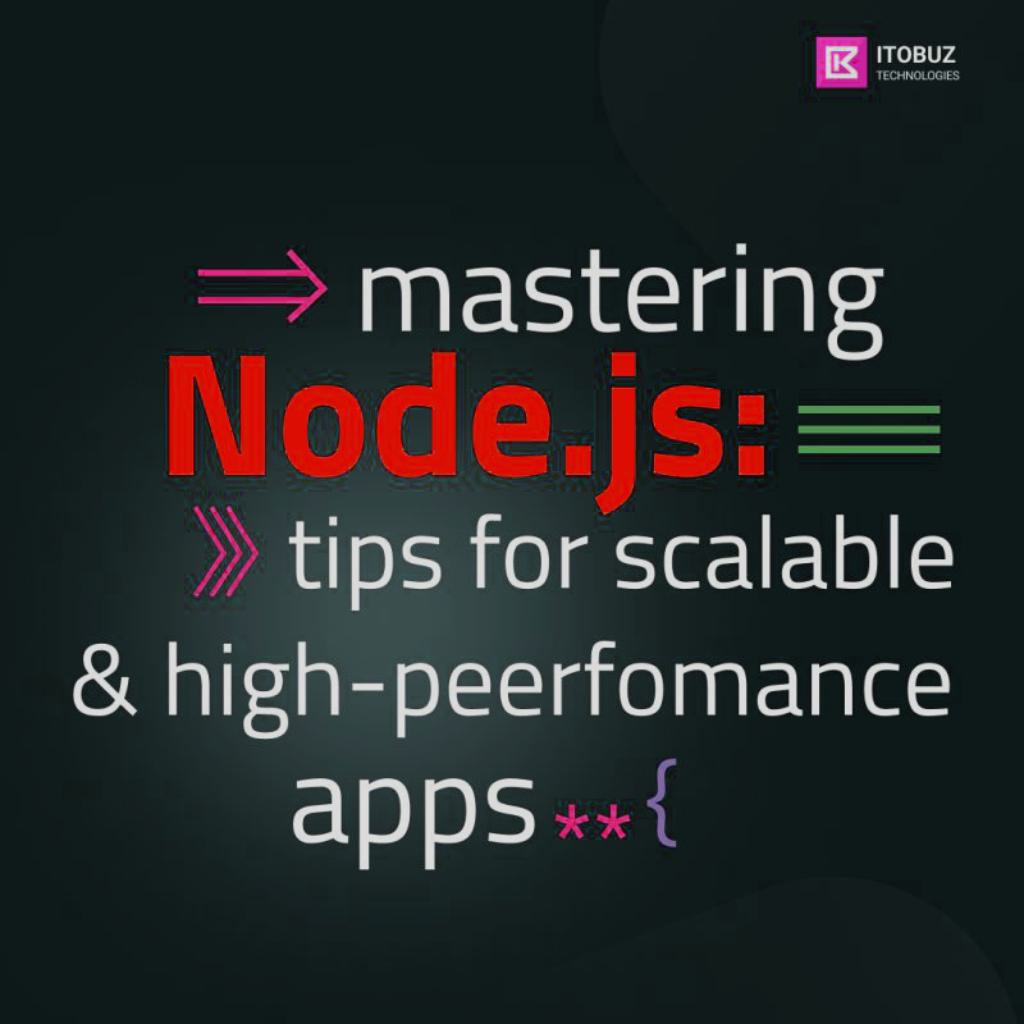 ITOBUZ
TECHNOLOGIES
⇒ mastering
Node.js: ≡
⋙ tips for scalable
& high-peerfomance
apps ** {